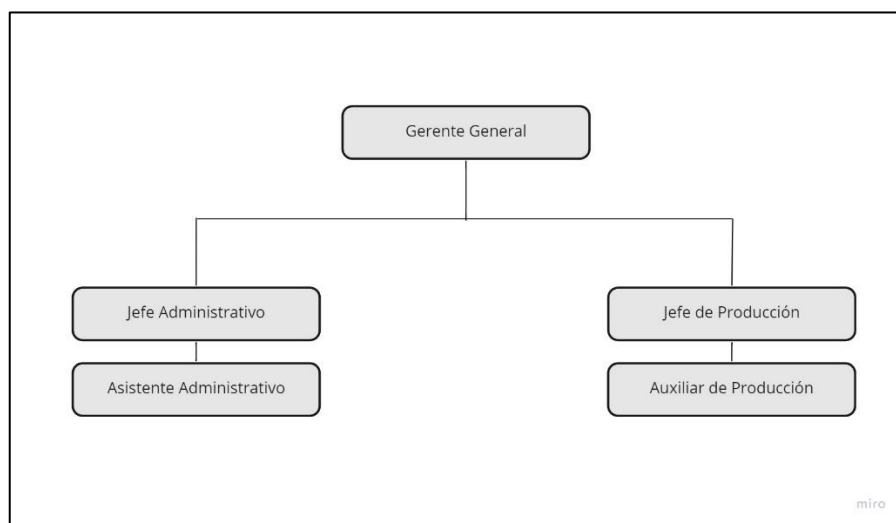 Gerente General
Jefe Administrativo
Jefe de Producción
Asistente Administrativo
Auxiliar de Producción
miro